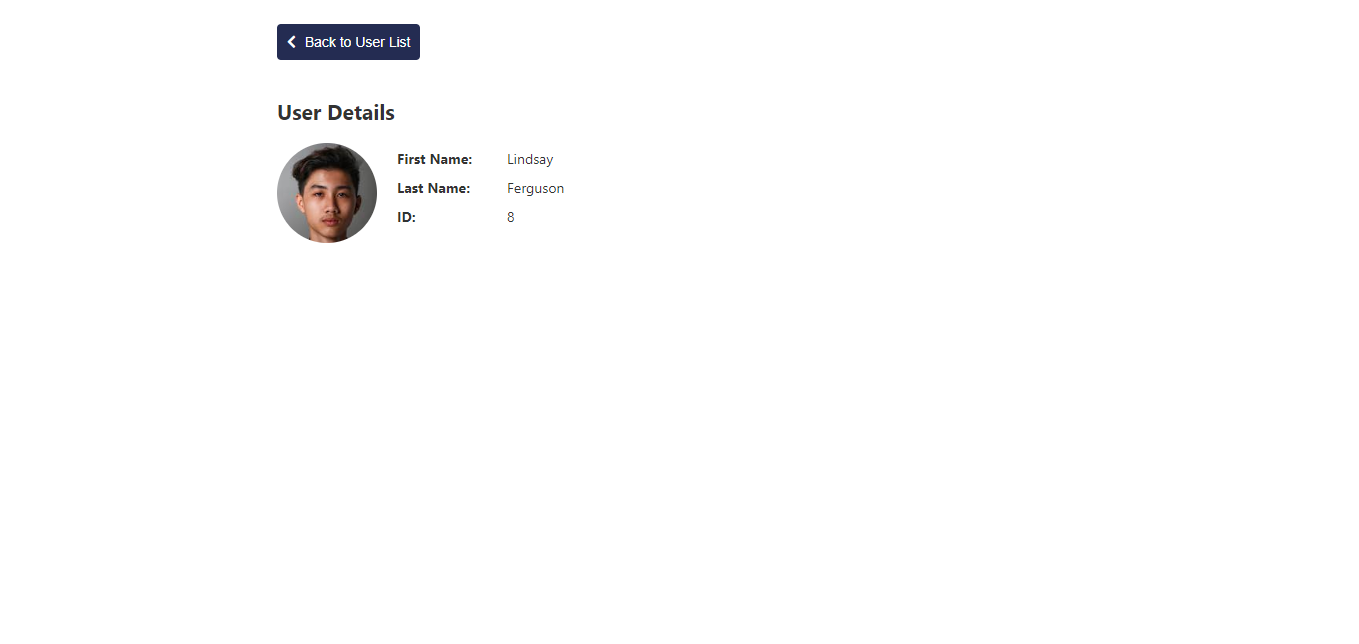 Back to User List
User Details
First Name: Lindsay
Last Name: Ferguson
ID: 8